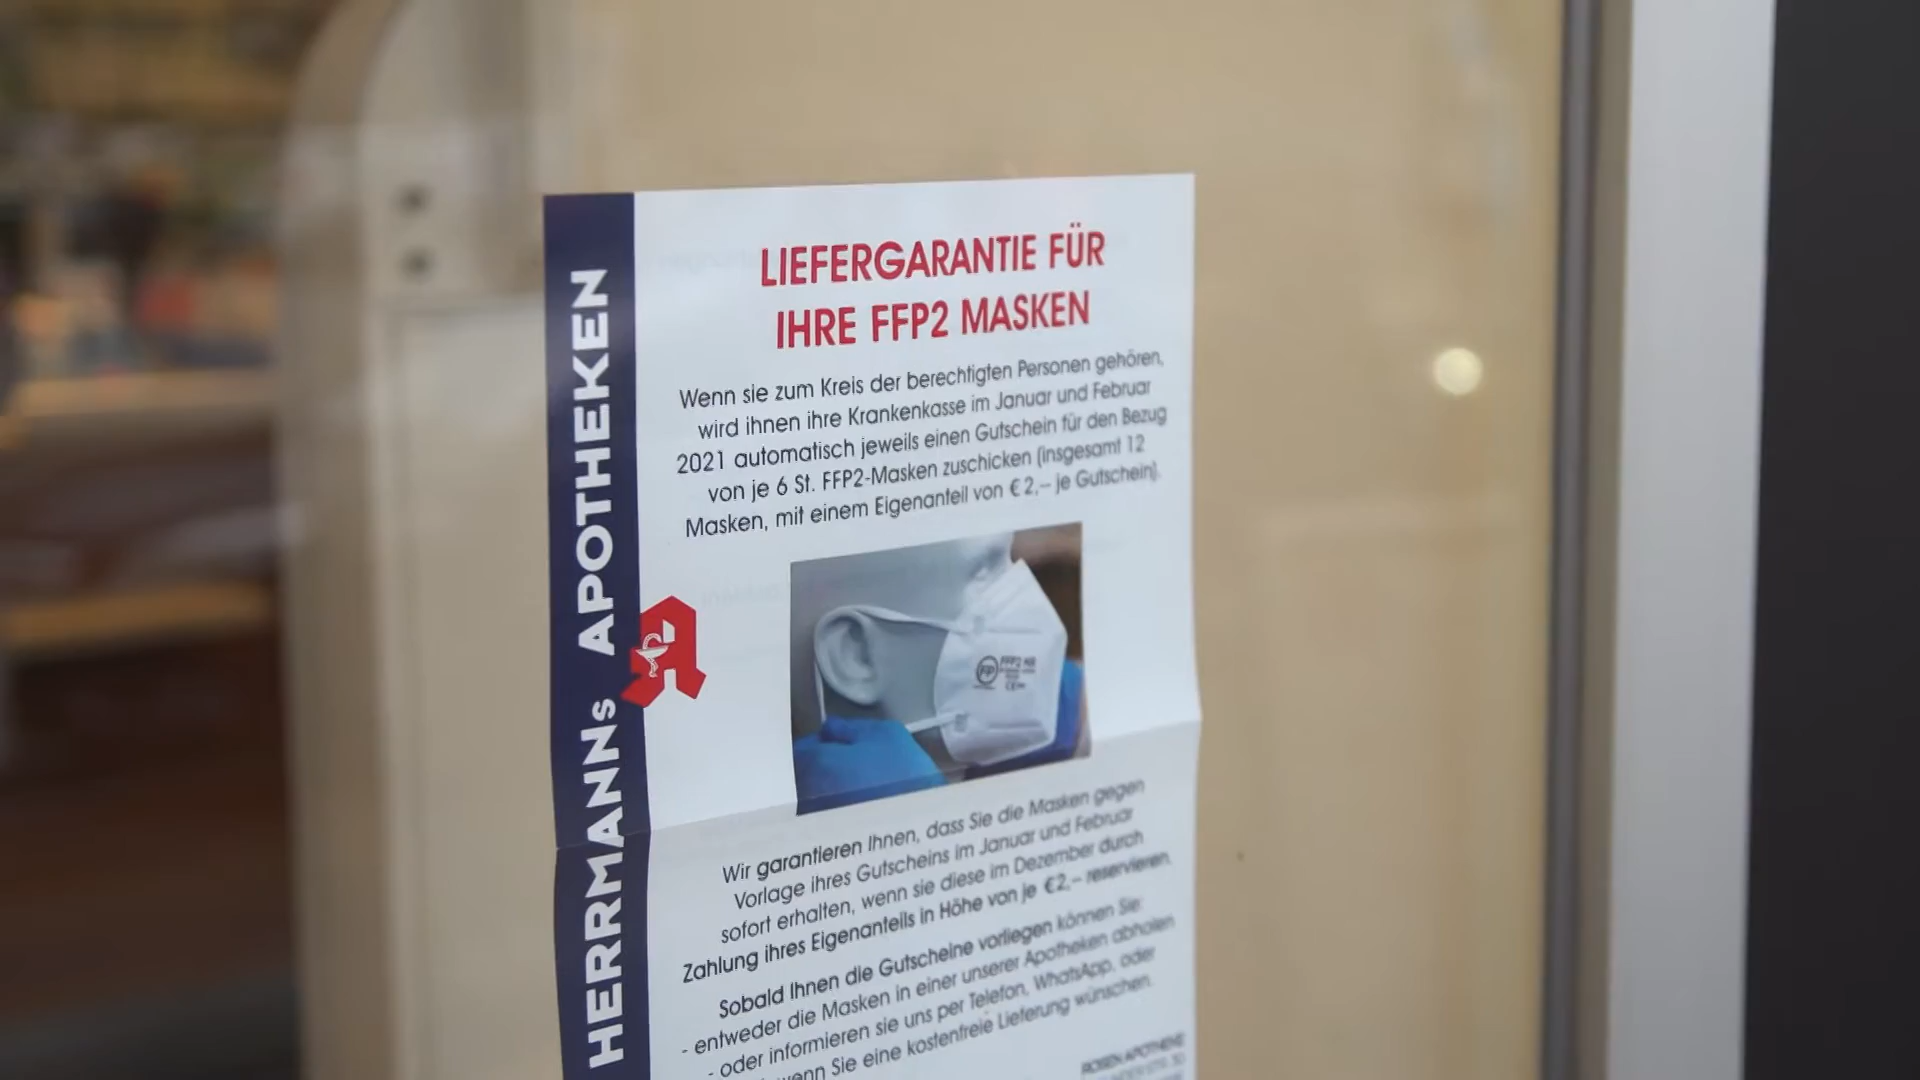 HERRMANNs APOTHEKEN
LIEFERGARANTIE FÜR
IHRE FFP2 MASKEN
Wenn sie zum Kreis der berechtigten Personen gehören,
wird ihnen ihre Krankenkasse im Januar und Februar
2021 automatisch jeweils einen Gutschein für den Bezug
von je 6 St. FFP2-Masken zuschicken (insgesamt 12
Masken, mit einem Eigenanteil von € 2,– je Gutschein).
FFP2 NR
Wir garantieren Ihnen, dass Sie die Masken gegen
Vorlage ihres Gutscheins im Januar und Februar
sofort erhalten, wenn sie diese im Dezember durch
Zahlung ihres Eigenanteils in Höhe von je €2,– reservieren.
Sobald Ihnen die Gutscheine vorliegen können Sie:
- entweder die Masken in einer unserer Apotheken abholen
- oder informieren sie uns per Telefon, WhatsApp, oder
wenn Sie eine kostenfreie Lieferung wünschen.
ROSEN APOTHEKE